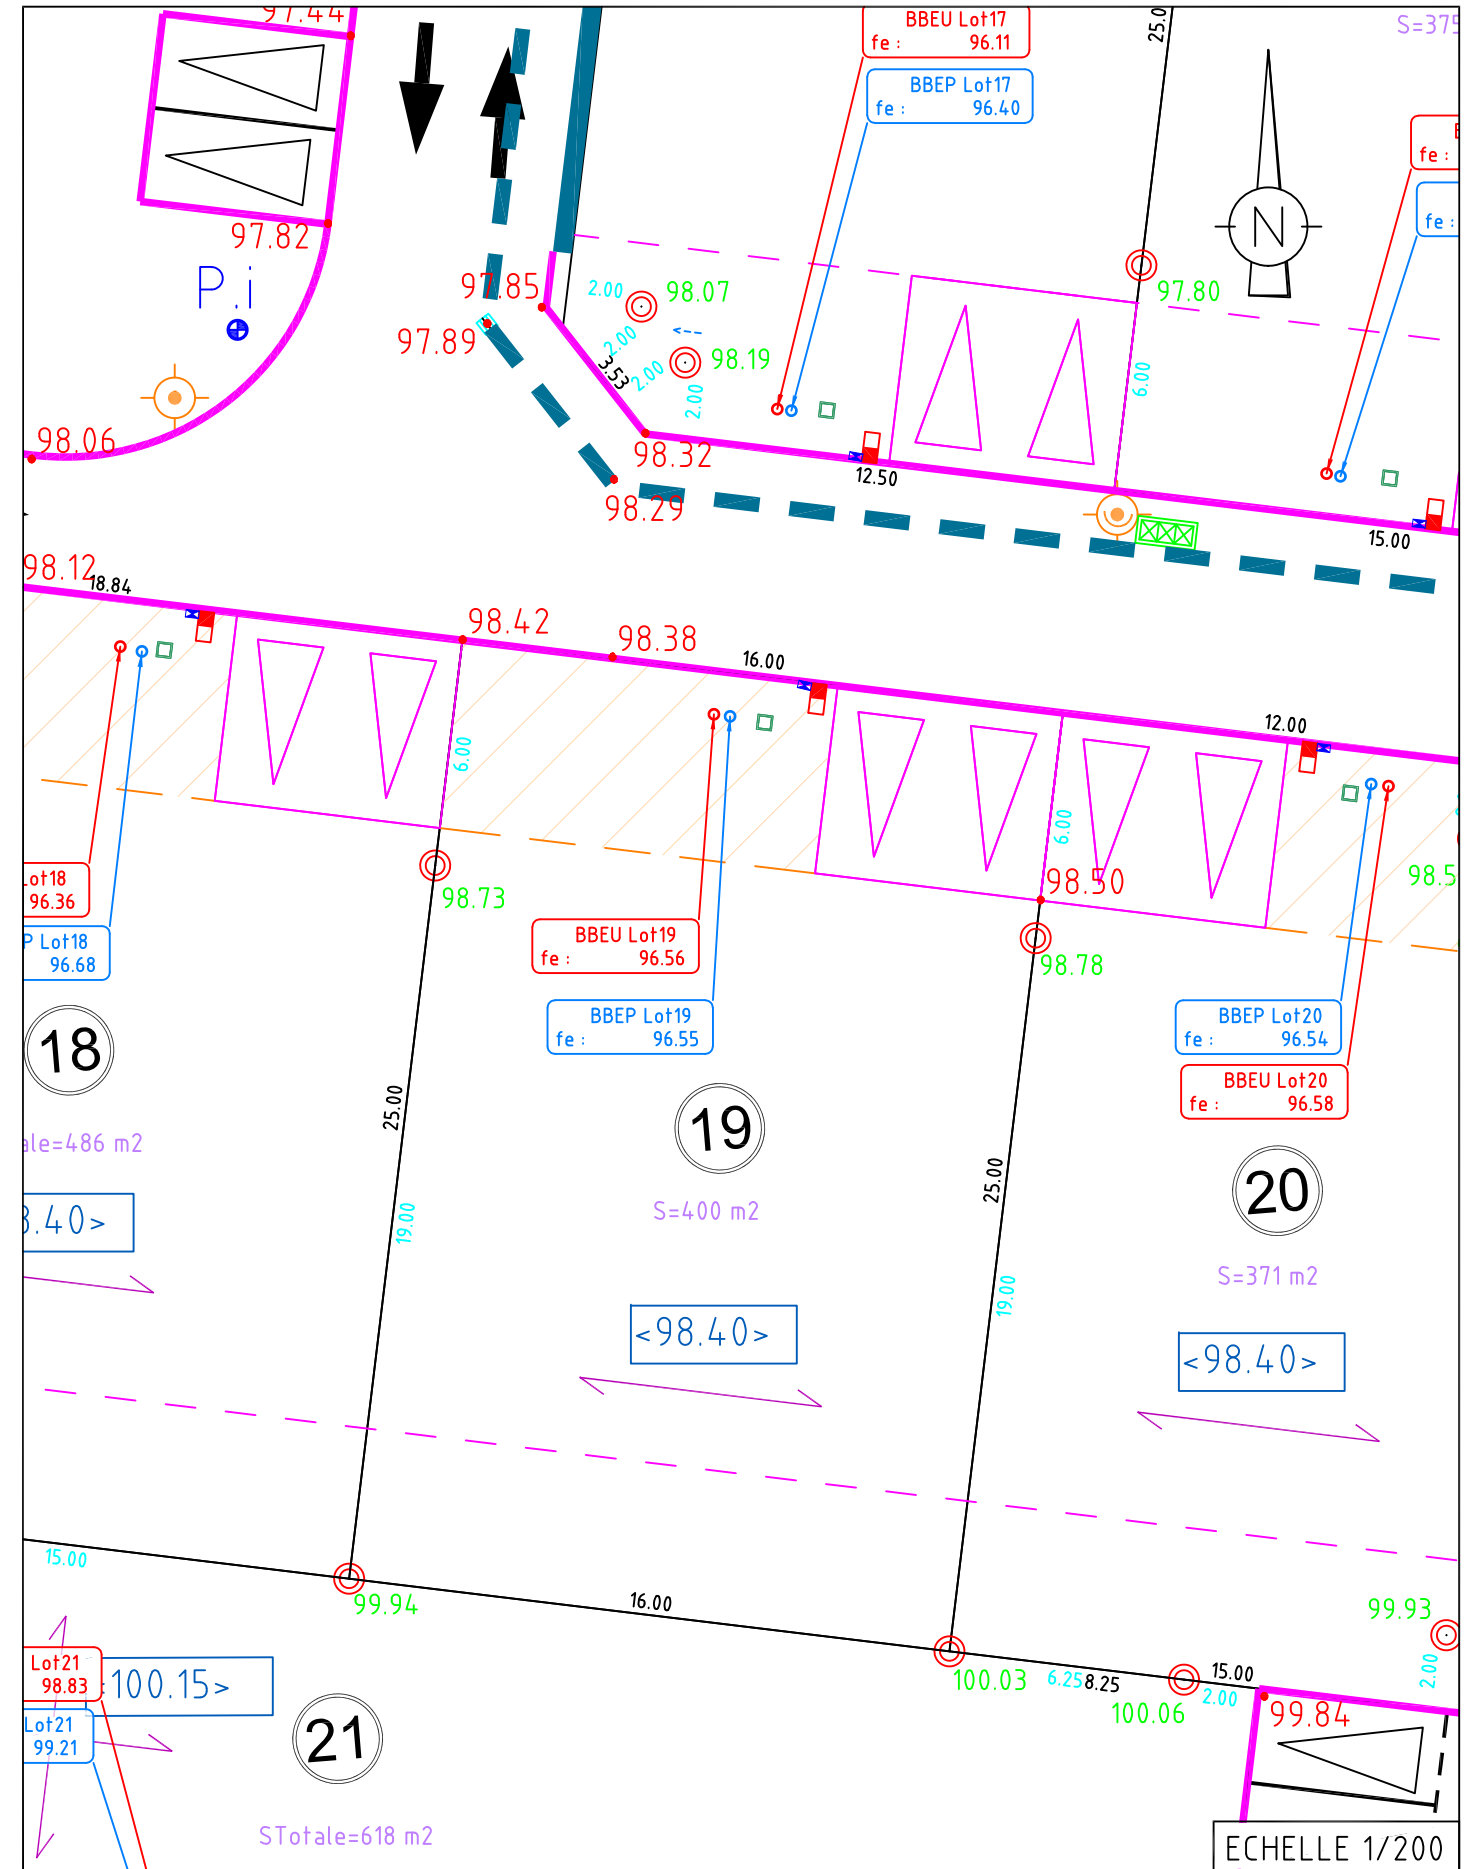 97.44
BBEU Lot17
fe : 96.11
BBEP Lot17
fe : 96.40
25.0
S=375
fe :
fe :
N
97.82
P.i
97.85
97.89
2.00
98.07
2.00
98.19
3.53
2.00
2.00
97.80
6.00
98.06
98.32
12.50
98.29
15.00
98.12
18.84
98.42
98.38
16.00
12.00
6.00
6.00
98.73
98.50
98.5
98.78
Lot18
96.36
P Lot18
96.68
BBEU Lot19
fe : 96.56
BBEP Lot19
fe : 96.55
BBEP Lot20
fe : 96.54
BBEU Lot20
fe : 96.58
18
25.00
19
25.00
20
ale=486 m2
S=400 m2
S=371 m2
19.00
19.00
3.40>
<98.40>
<98.40>
15.00
99.94
16.00
99.93
2.00
100.03
6.25
8.25
15.00
2.00
100.06
99.84
Lot21
98.83
100.15>
Lot21
99.21
21
STotale=618 m2
ECHELLE 1/200